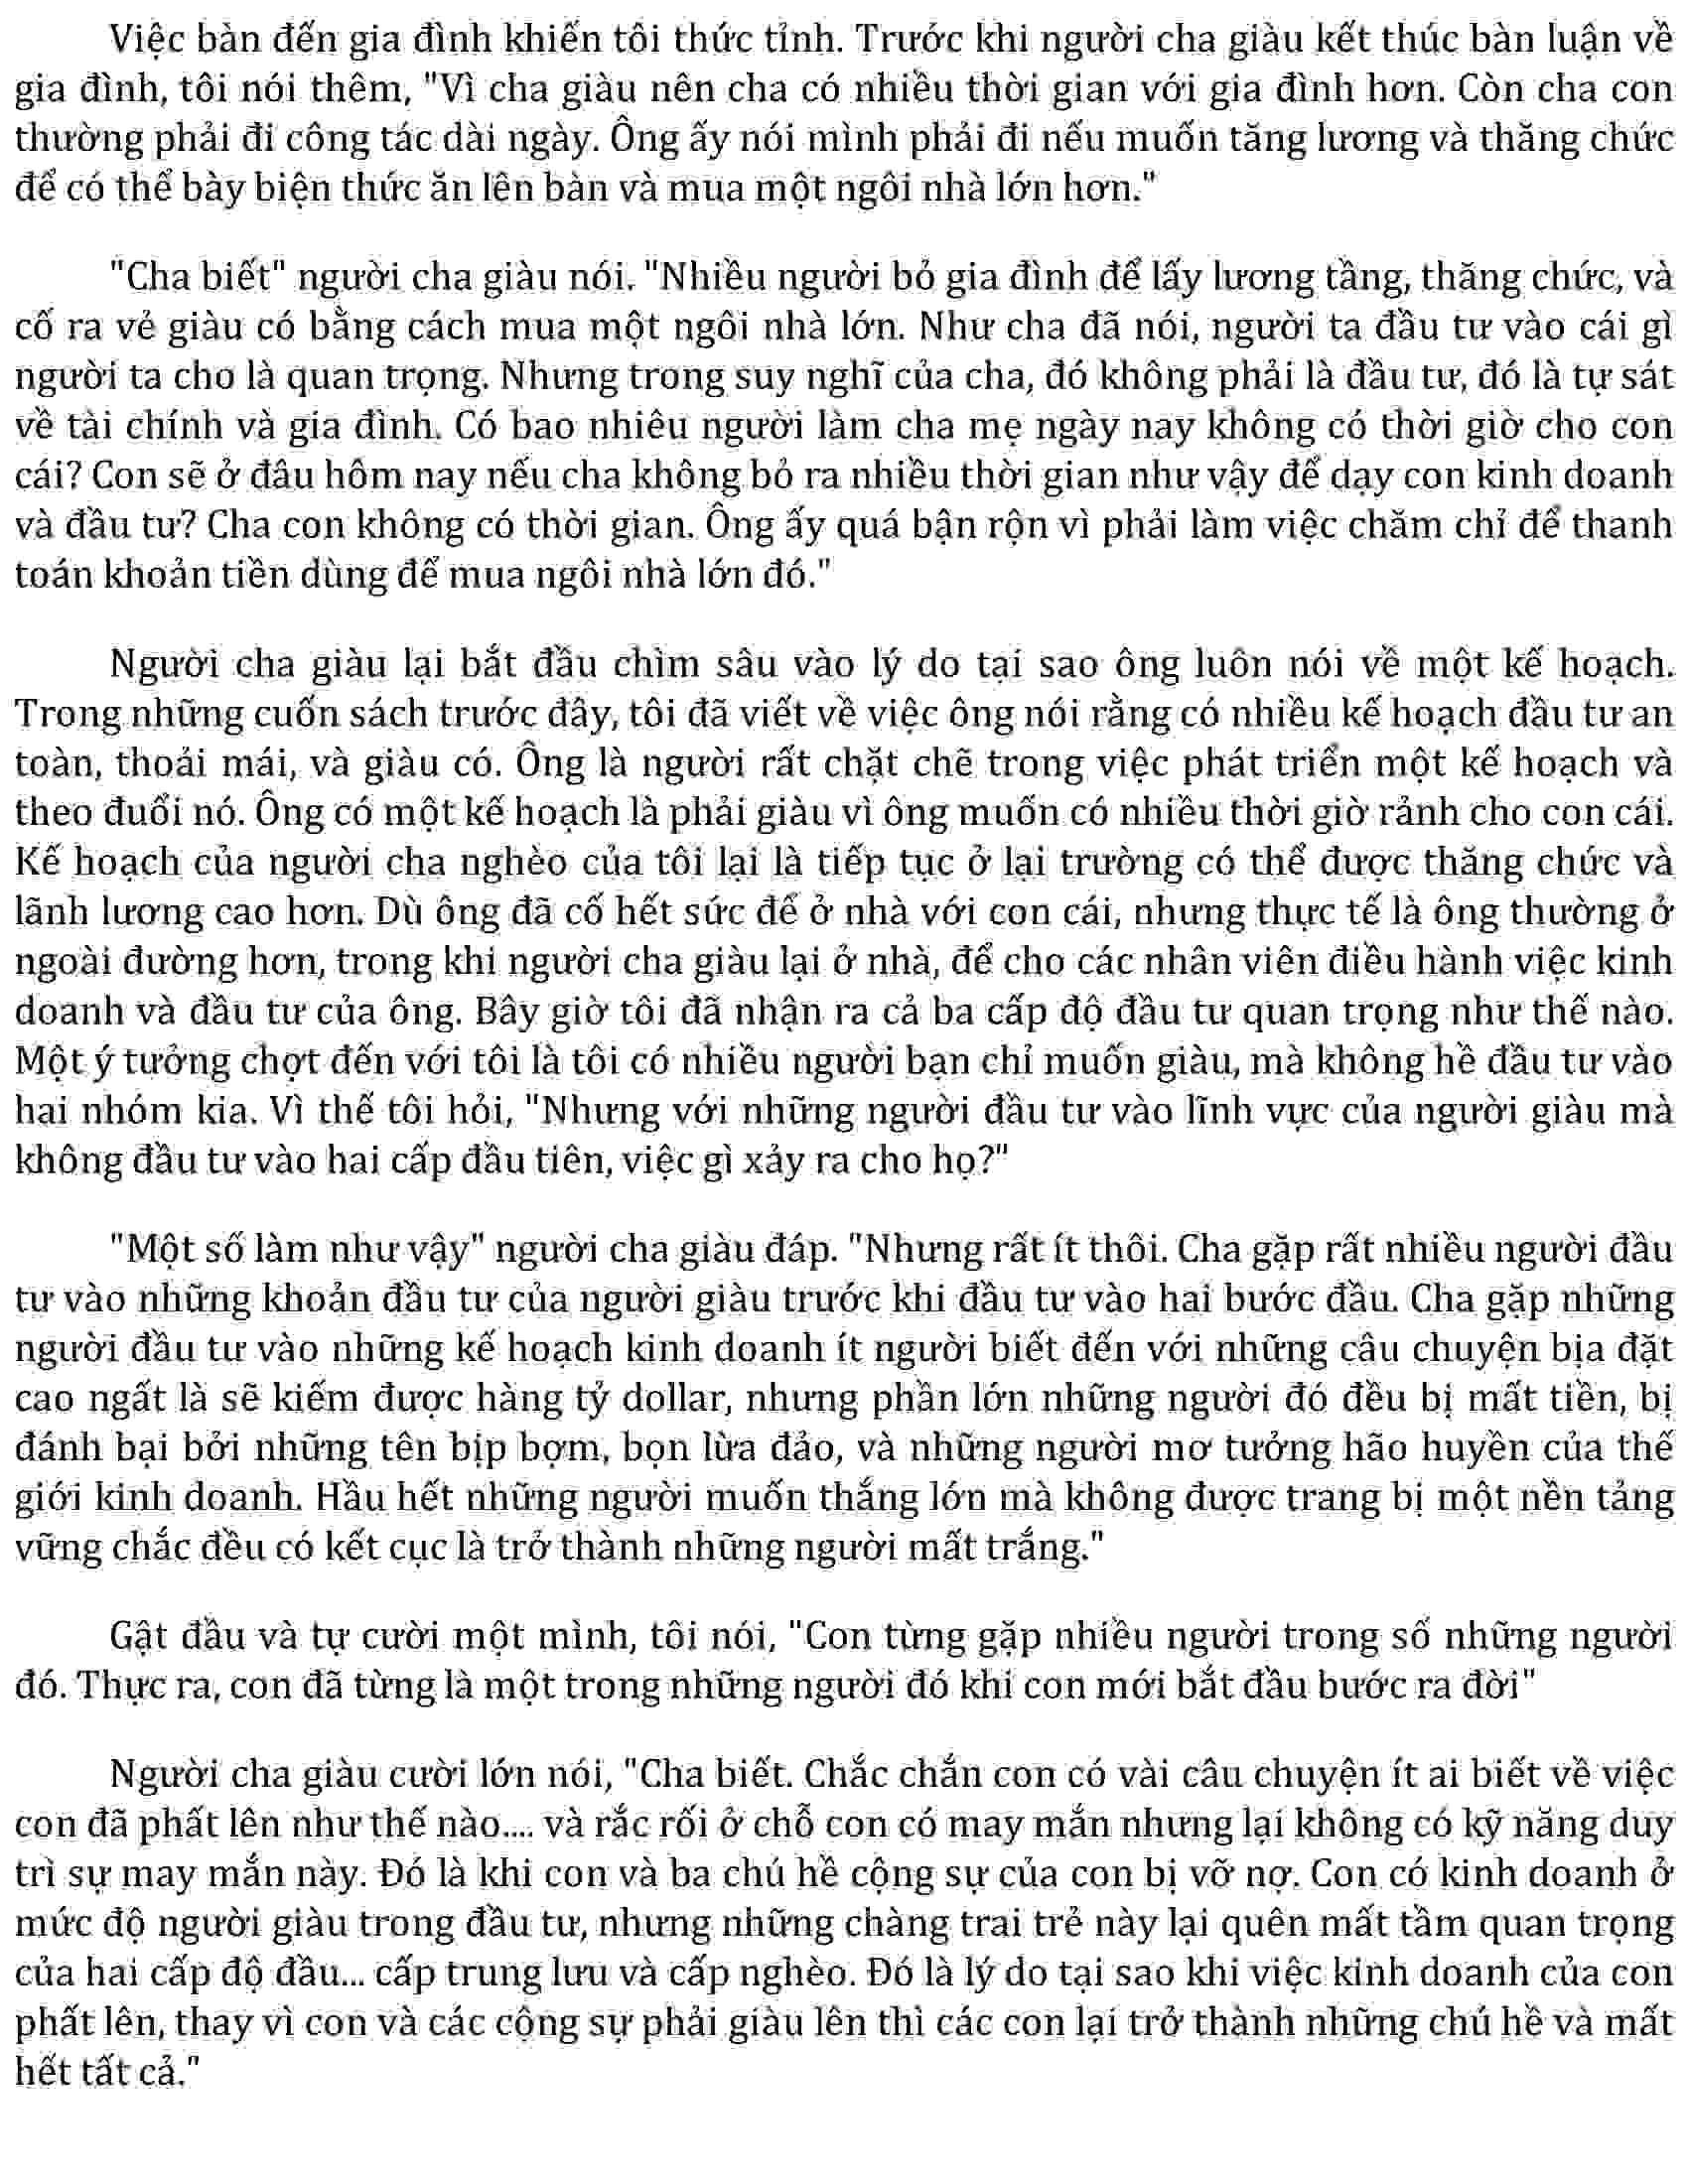 Việc bàn đến gia đình khiến tôi thức tỉnh. Trước khi người cha giàu kết thúc bàn luận về
gia đình, tôi nói thêm, "Vì cha giàu nên cha có nhiều thời gian với gia đình hơn. Còn cha con
thường phải đi công tác dài ngày. Ông ấy nói mình phải đi nếu muốn tăng lương và thăng chức
để có thể bày biện thức ăn lên bàn và mua một ngôi nhà lớn hơn."
"Cha biết" người cha giàu nói. "Nhiều người bỏ gia đình để lấy lương tầng, thăng chức, và
cố ra vẻ giàu có bằng cách mua một ngôi nhà lớn. Như cha đã nói, người ta đầu tư vào cái gì
người ta cho là quan trọng. Nhưng trong suy nghĩ của cha, đó không phải là đầu tư, đó là tự sát
về tài chính và gia đình. Có bao nhiêu người làm cha mẹ ngày nay không có thời giờ cho con
cái? Con sẽ ở đâu hôm nay nếu cha không bỏ ra nhiều thời gian như vậy để dạy con kinh doanh
và đầu tư? Cha con không có thời gian. Ông ấy quá bận rộn vì phải làm việc chăm chỉ để thanh
toán khoản tiền dùng để mua ngôi nhà lớn đó."
Người cha giàu lại bắt đầu chìm sâu vào lý do tại sao ông luôn nói về một kế hoạch.
Trong những cuốn sách trước đây, tôi đã viết về việc ông nói rằng có nhiều kế hoạch đầu tư an
toàn, thoải mái, và giàu có. Ông là người rất chặt chẽ trong việc phát triển một kế hoạch và
theo đuổi nó. Ông có một kế hoạch là phải giàu vì ông muốn có nhiều thời giờ rảnh cho con cái.
Kế hoạch của người cha nghèo của tôi lại là tiếp tục ở lại trường có thể được thăng chức và
lãnh lương cao hơn. Dù ông đã cố hết sức để ở nhà với con cái, nhưng thực tế là ông thường ở
ngoài đường hơn, trong khi người cha giàu lại ở nhà, để cho các nhân viên điều hành việc kinh
doanh và đầu tư của ông. Bây giờ tôi đã nhận ra cả ba cấp độ đầu tư quan trọng như thế nào.
Một ý tưởng chợt đến với tôi là tôi có nhiều người bạn chỉ muốn giàu, mà không hề đầu tư vào
hai nhóm kia. Vì thế tôi hỏi, "Nhưng với những người đầu tư vào lĩnh vực của người giàu mà
không đầu tư vào hai cấp đầu tiên, việc gì xảy ra cho họ?"
"Một số làm như vậy" người cha giàu đáp. "Nhưng rất ít thôi. Cha gặp rất nhiều người đầu
tư vào những khoản đầu tư của người giàu trước khi đầu tư vào hai bước đầu. Cha gặp những
người đầu tư vào những kế hoạch kinh doanh ít người biết đến với những câu chuyện bịa đặt
cao ngất là sẽ kiếm được hàng tỷ dollar, nhưng phần lớn những người đó đều bị mất tiền, bị
đánh bại bởi những tên bịp bợm, bọn lừa đảo, và những người mơ tưởng hão huyền của thế
giới kinh doanh. Hầu hết những người muốn thắng lớn mà không được trang bị một nền tảng
vững chắc đều có kết cục là trở thành những người mất trắng."
Gật đầu và tự cười một mình, tôi nói, "Con từng gặp nhiều người trong số những người
đó. Thực ra, con đã từng là một trong những người đó khi con mới bắt đầu bước ra đời"
Người cha giàu cười lớn nói, "Cha biết. Chắc chắn con có vài câu chuyện ít ai biết về việc
con đã phất lên như thế nào.... và rắc rối ở chỗ con có may mắn nhưng lại không có kỹ năng duy
trì sự may mắn này. Đó là khi con và ba chú hề cộng sự của con bị vỡ nợ. Con có kinh doanh ở
mức độ người giàu trong đầu tư, nhưng những chàng trai trẻ này lại quên mất tầm quan trọng
của hai cấp độ đầu... cấp trung lưu và cấp nghèo. Đó là lý do tại sao khi việc kinh doanh của con
phất lên, thay vì con và các cộng sự phải giàu lên thì các con lại trở thành những chú hề và mất
hết tất cả."